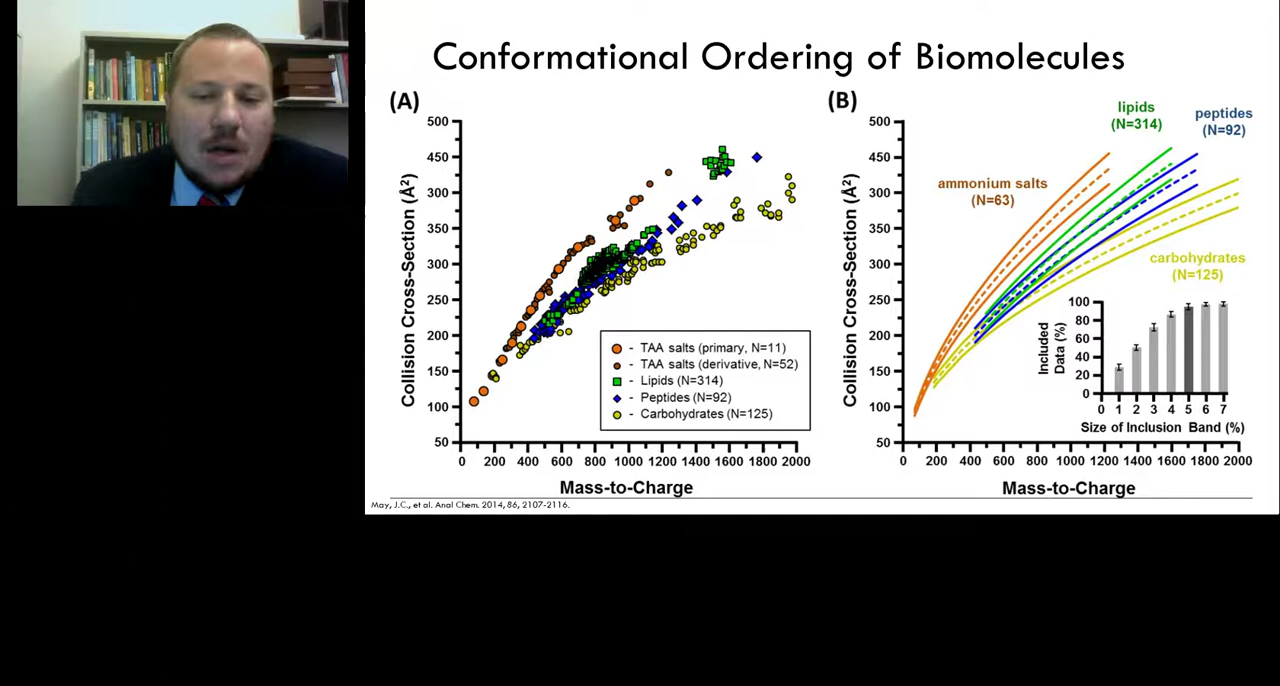 Conformational Ordering of Biomolecules
(A)
500
450
400
350
300
250
200
150
100
50
Collision Cross-Section (Å²)
0 200 400 600 800 1000 1200 1400 1600 1800 2000
Mass-to-Charge
- TAA salts (primary, N=11)
- TAA salts (derivative, N=52)
- Lipids (N=314)
- Peptides (N=92)
- Carbohydrates (N=125)
(B)
500
450
300
350
300
250
200
150
100
50
Collision Cross-Section (Å²)
0 200 400 600 800 1000 1200 1400 1600 1800 2000
Mass-to-Charge
ammonium salts
(N=63)
lipids
(N=314)
peptides
(N=92)
carbohydrates
(N=125)
100
80
60
40
20
0
Included
Data (%)
0 1 2 3 4 5 6 7
Size of Inclusion Band (%)
May, J.C., et al. Anal Chem. 2014, 86, 2107-2116.